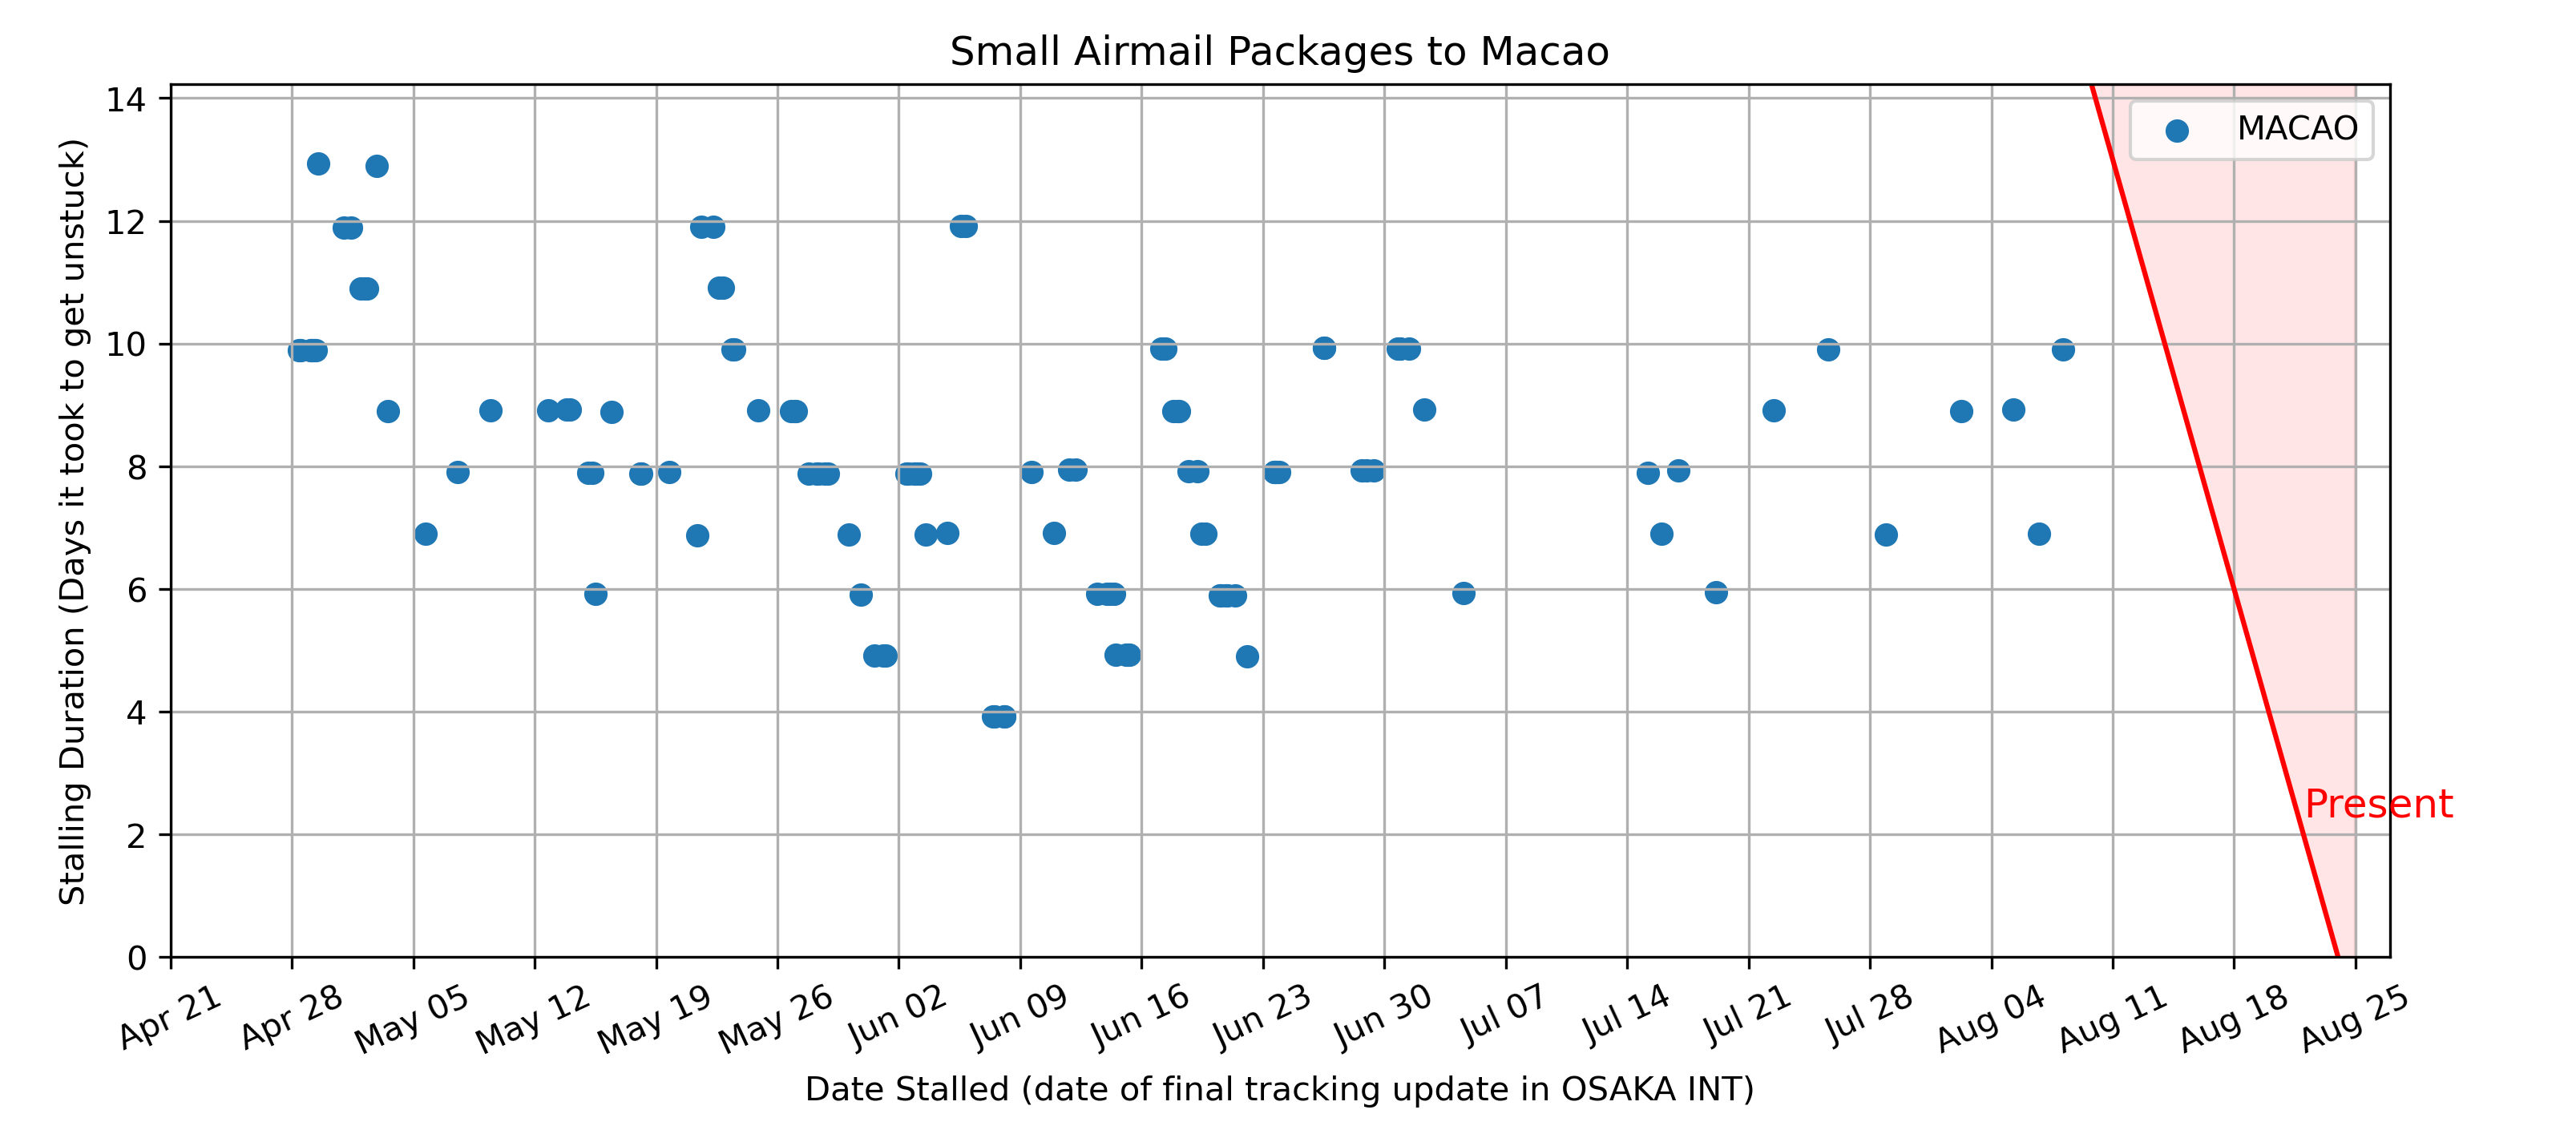 Small Airmail Packages to Macao
Stalling Duration (Days it took to get unstuck)
14
12
10
8
6
4
2
0
MACAO
Present
Apr 21
Apr 28
May 05
May 12
May 19
May 26
Jun 02
Jun 09
Jun 16
Jun 23
Jun 30
Jul 07
Jul 14
Jul 21
Jul 28
Aug 04
Aug 11
Aug 18
Aug 25
Date Stalled (date of final tracking update in OSAKA INT)